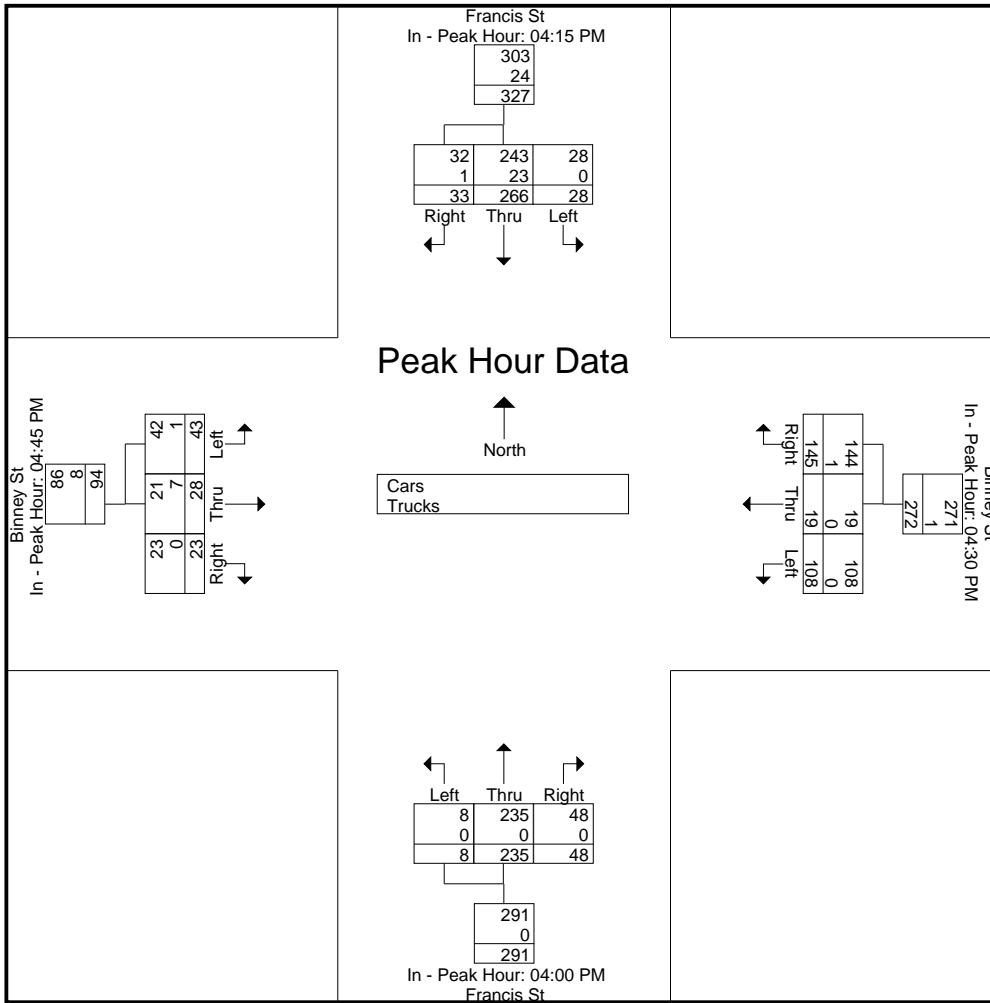 Francis St
In - Peak Hour: 04:15 PM
303
24
327
32 243 28
1 23 0
33 266 28
Right Thru Left
Peak Hour Data
North
Cars
Trucks
Binney St
In - Peak Hour: 04:45 PM
86
8
94
42 21 23
1 7 0
43 28 23
Left Thru Right
Binney St
In - Peak Hour: 04:30 PM
271
1
272
144 19 108
1 0 0
145 19 108
Right Thru Left
Left Thru Right
8 235 48
0 0 0
8 235 48
291
0
291
In - Peak Hour: 04:00 PM
Francis St